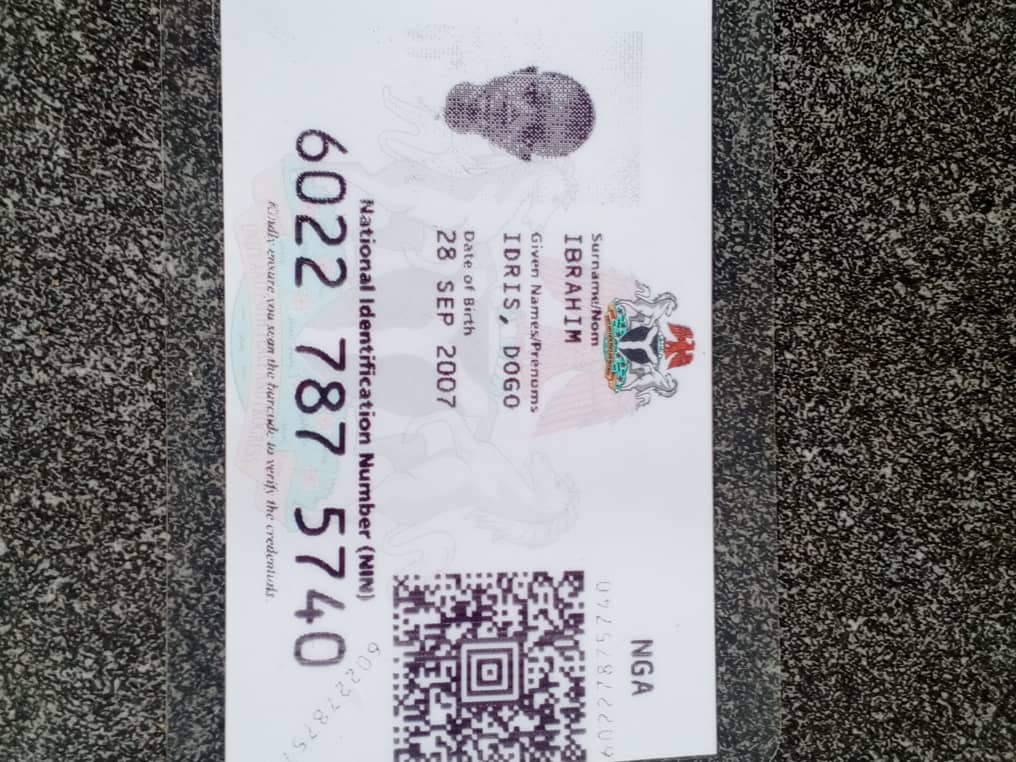 NGA
60227875740
Surname/Nom
IBRAHIM
Given Names/Prénoms
IDRIS, DOGO
Date of Birth
28 SEP 2007
National Identification Number (NIN)
6022 787 5740
Kindly ensure you scan the barcode to verify the credentials.